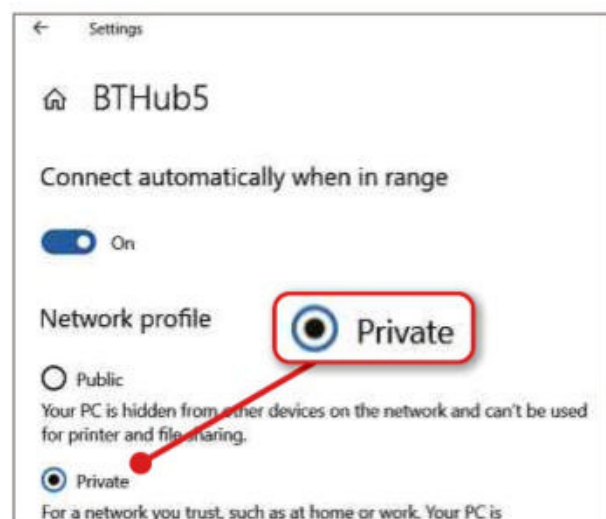 Settings
BTHub5
Connect automatically when in range
On
Network profile
Private
Public
Your PC is hidden from other devices on the network and can't be used
for printer and file sharing.
Private
For a network you trust, such as at home or work. Your PC is